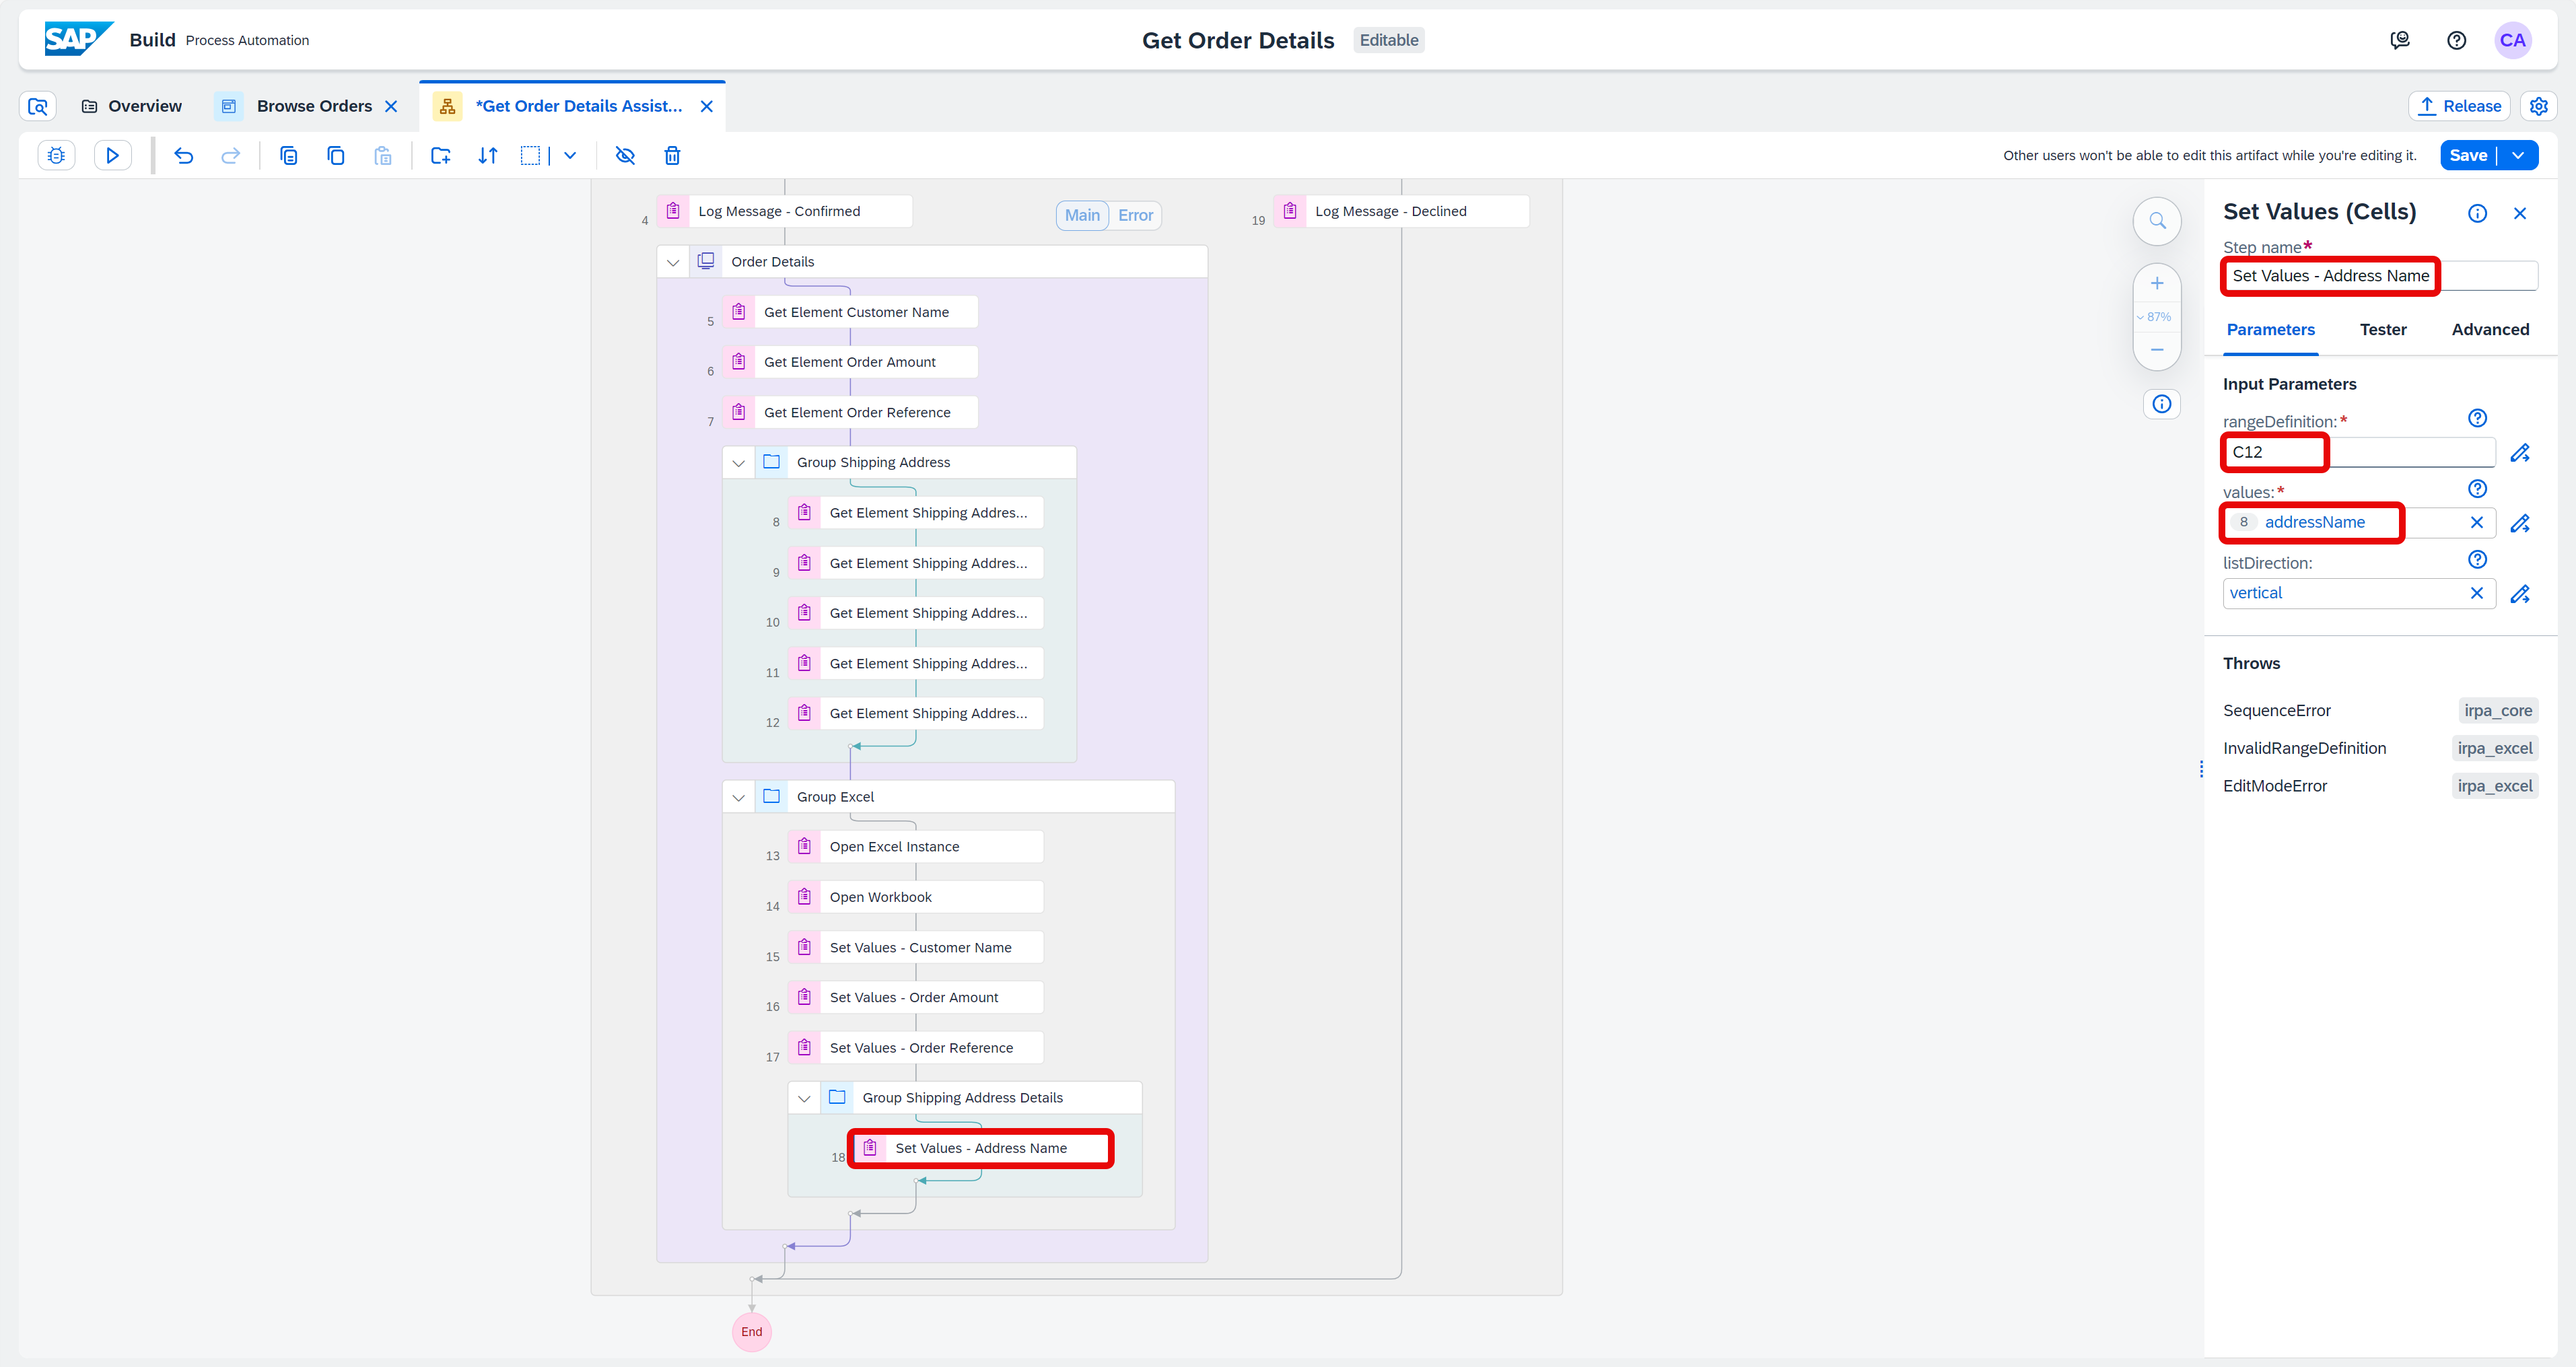 SAP Build Process Automation
Get Order Details Editable
CA
Overview
Browse Orders
*Get Order Details Assist...
Release
Other users won't be able to edit this artifact while you're editing it.
Save
4 Log Message - Confirmed
Main Error
19 Log Message - Declined
Order Details
5 Get Element Customer Name
6 Get Element Order Amount
7 Get Element Order Reference
Group Shipping Address
8 Get Element Shipping Addres...
9 Get Element Shipping Addres...
10 Get Element Shipping Addres...
11 Get Element Shipping Addres...
12 Get Element Shipping Addres...
Group Excel
13 Open Excel Instance
14 Open Workbook
15 Set Values - Customer Name
16 Set Values - Order Amount
17 Set Values - Order Reference
Group Shipping Address Details
18 Set Values - Address Name
End
87%
Set Values (Cells)
Step name*
Set Values - Address Name
Parameters Tester Advanced
Input Parameters
rangeDefinition:*
C12
values:*
8 addressName
listDirection:
vertical
Throws
SequenceError irpa_core
InvalidRangeDefinition irpa_excel
EditModeError irpa_excel